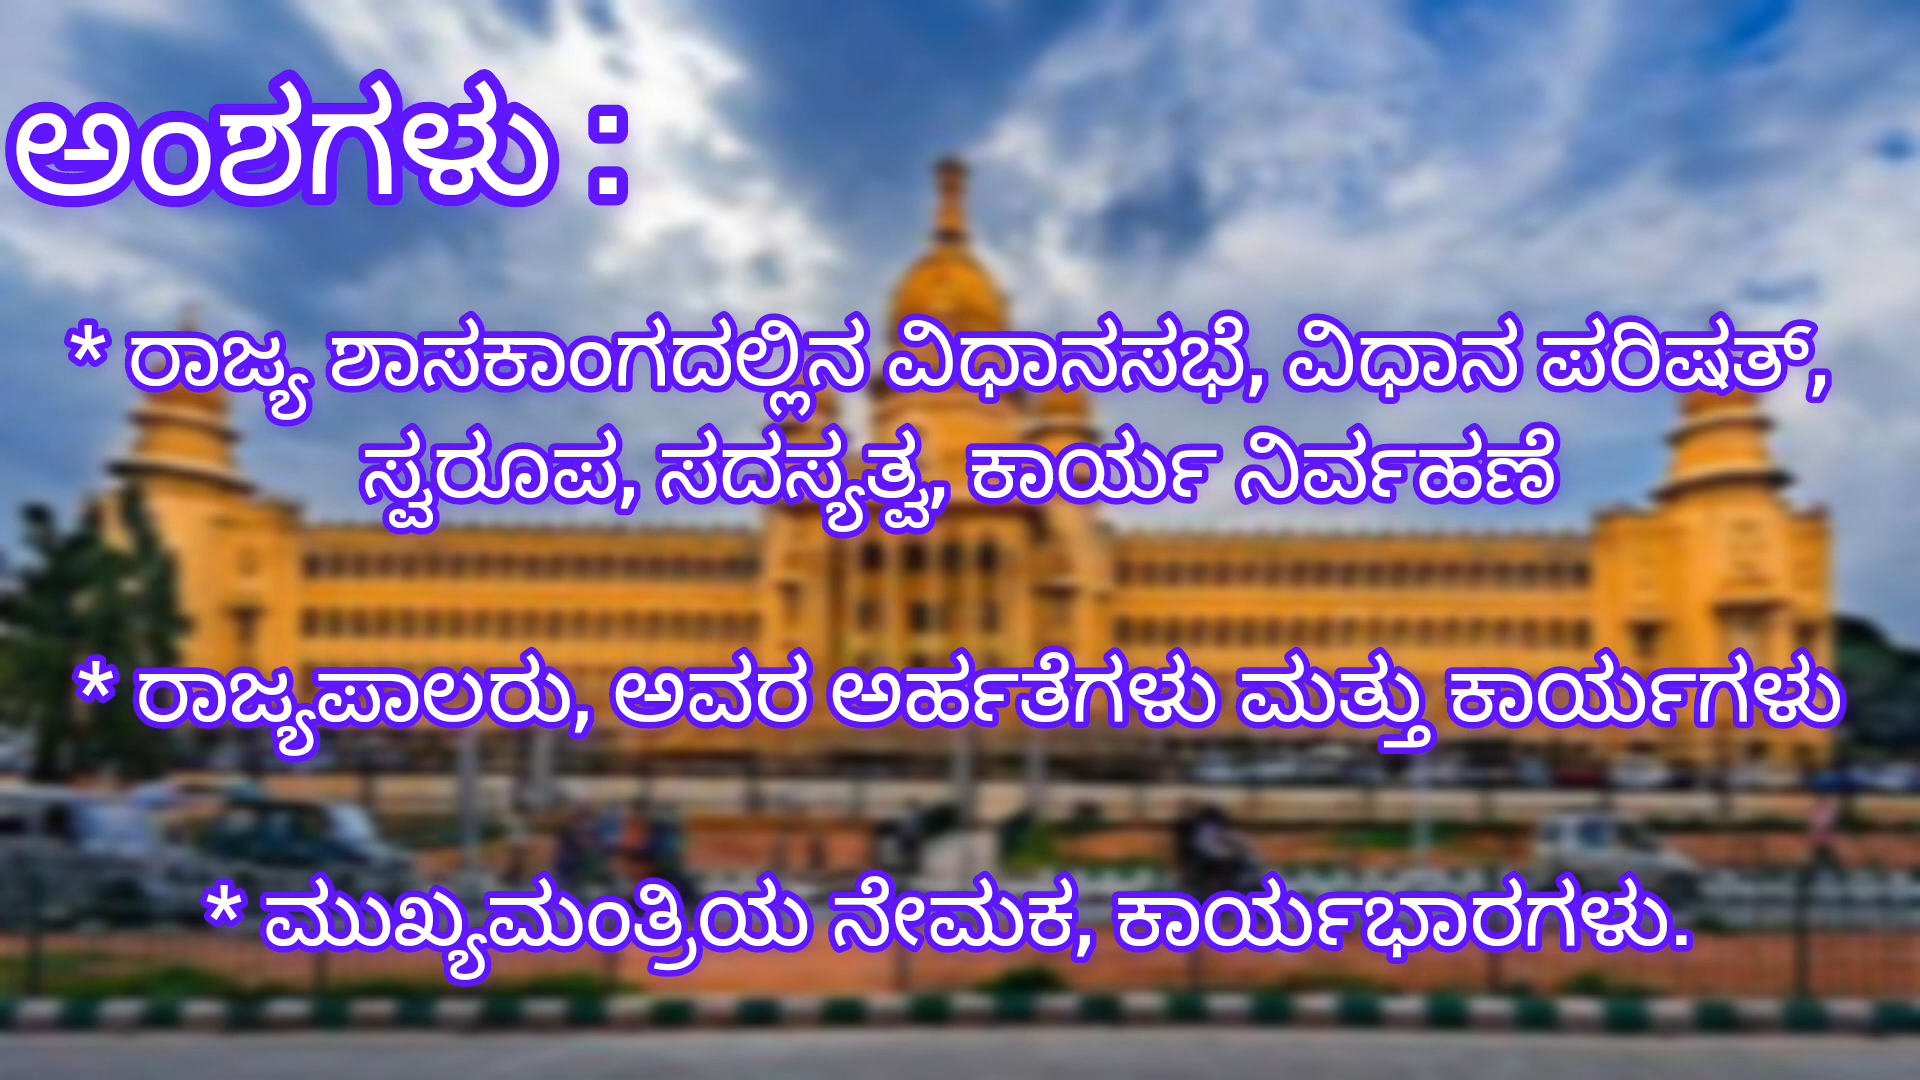 ಅಂಶಗಳು :
* ರಾಜ್ಯ ಶಾಸಕಾಂಗದಲ್ಲಿನ ವಿಧಾನಸಭೆ, ವಿಧಾನ ಪರಿಷತ್,
ಸ್ವರೂಪ, ಸದಸ್ಯತ್ವ, ಕಾರ್ಯ ನಿರ್ವಹಣೆ
* ರಾಜ್ಯಪಾಲರು, ಅವರ ಅರ್ಹತೆಗಳು ಮತ್ತು ಕಾರ್ಯಗಳು
* ಮುಖ್ಯಮಂತ್ರಿಯ ನೇಮಕ, ಕಾರ್ಯಭಾರಗಳು.